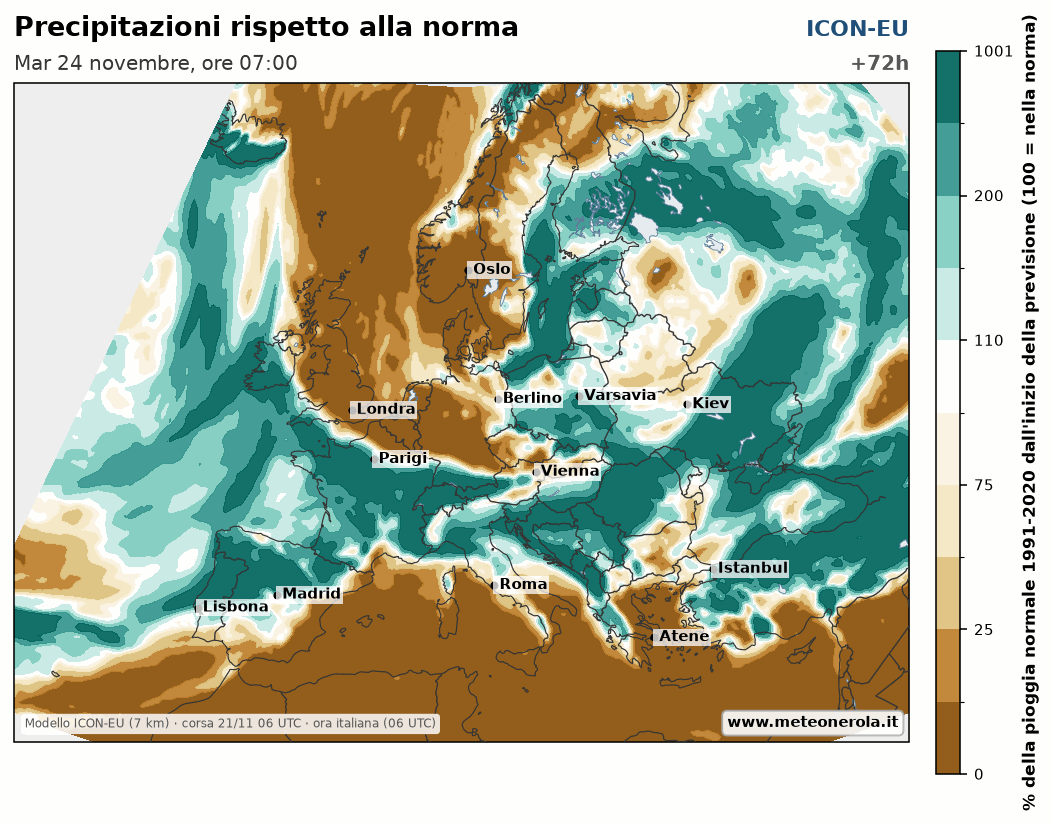 Precipitazioni rispetto alla norma
ICON-EU
Mar 24 novembre, ore 07:00
+72h
Oslo
Berlino
Varsavia
Kiev
Londra
Parigi
Vienna
Istanbul
Roma
Madrid
Lisbona
Atene
Modello ICON-EU (7 km) · corsa 21/11 06 UTC · ora italiana (06 UTC)
www.meteonerola.it
1001
200
110
75
25
0
% della pioggia normale 1991-2020 dall'inizio della previsione (100 = nella norma)